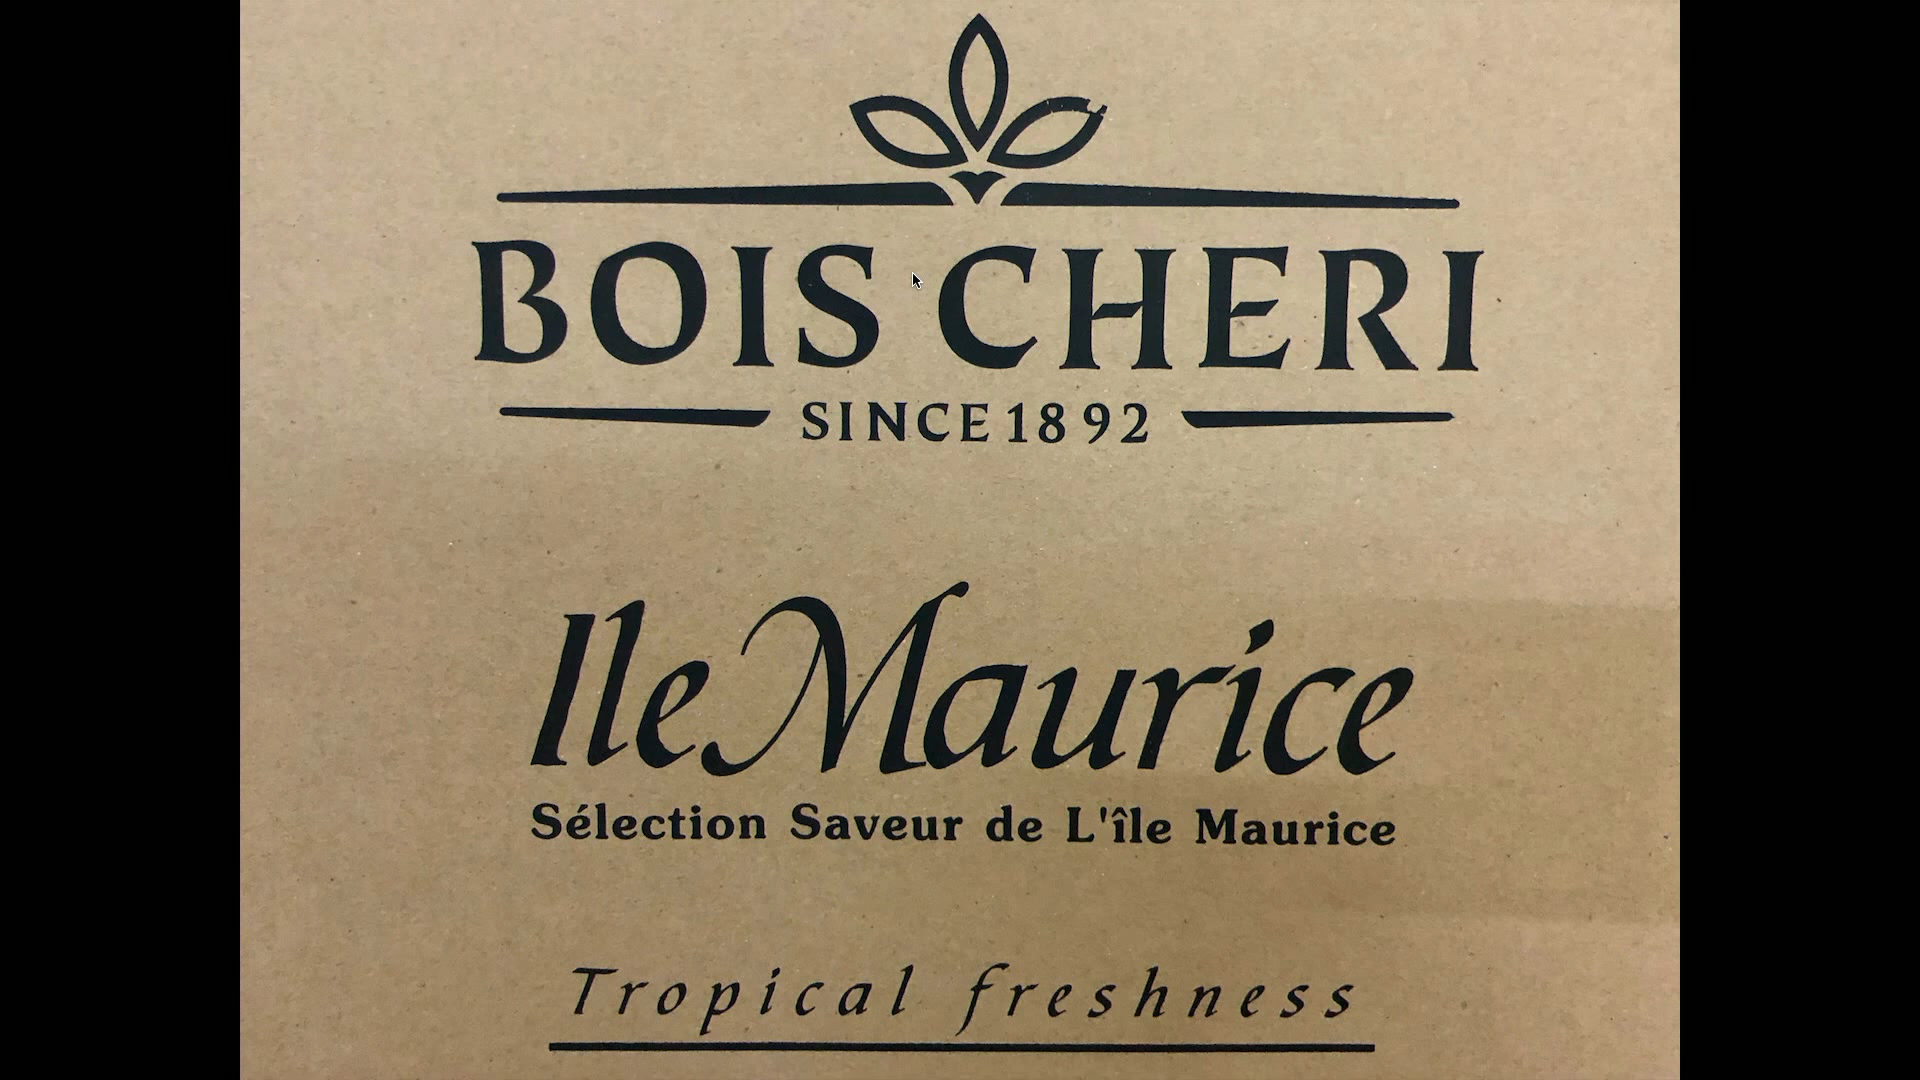 BOIS CHERI
SINCE 1892
Ile Maurice
Sélection Saveur de L'île Maurice
Tropical freshness